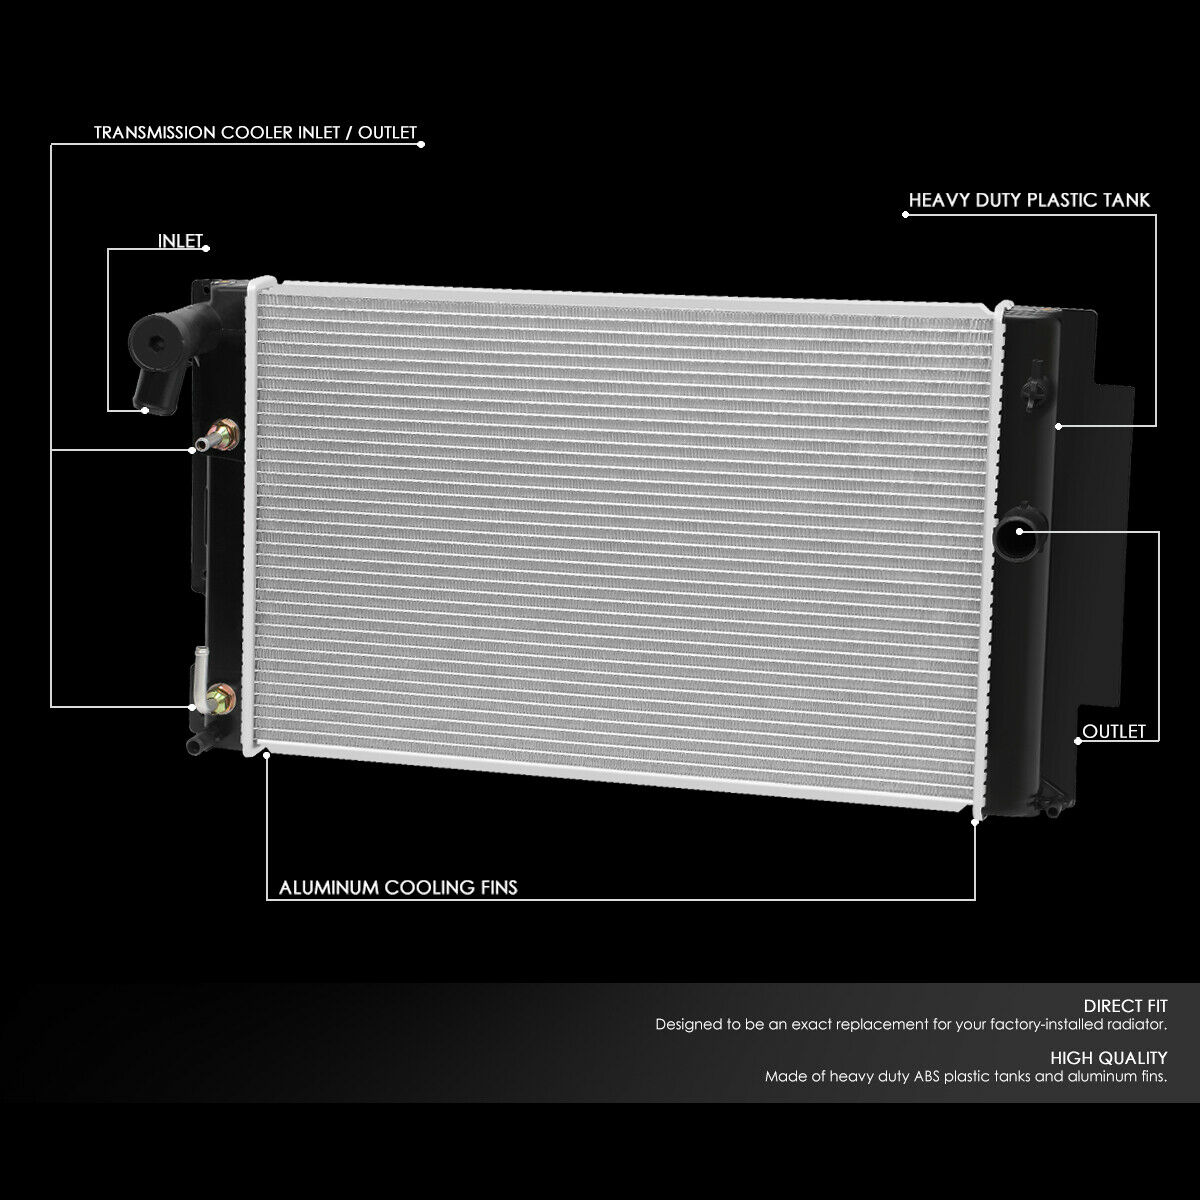 TRANSMISSION COOLER INLET / OUTLET
HEAVY DUTY PLASTIC TANK
INLET
OUTLET
ALUMINUM COOLING FINS
DIRECT FIT
Designed to be an exact replacement for your factory-installed radiator.
HIGH QUALITY
Made of heavy duty ABS plastic tanks and aluminum fins.